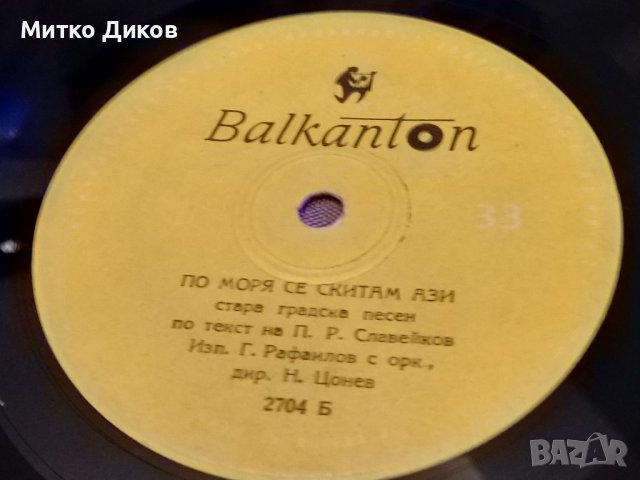 Митко Диков
Balkanton
33
ПО МОРЯ СЕ СКИТАМ АЗИ
стара градска песен
по текст на П. Р. Славейков
Изп. Г. Рафаилов с орк.,
дир. Н. Цонев
2704 Б
BAZAR